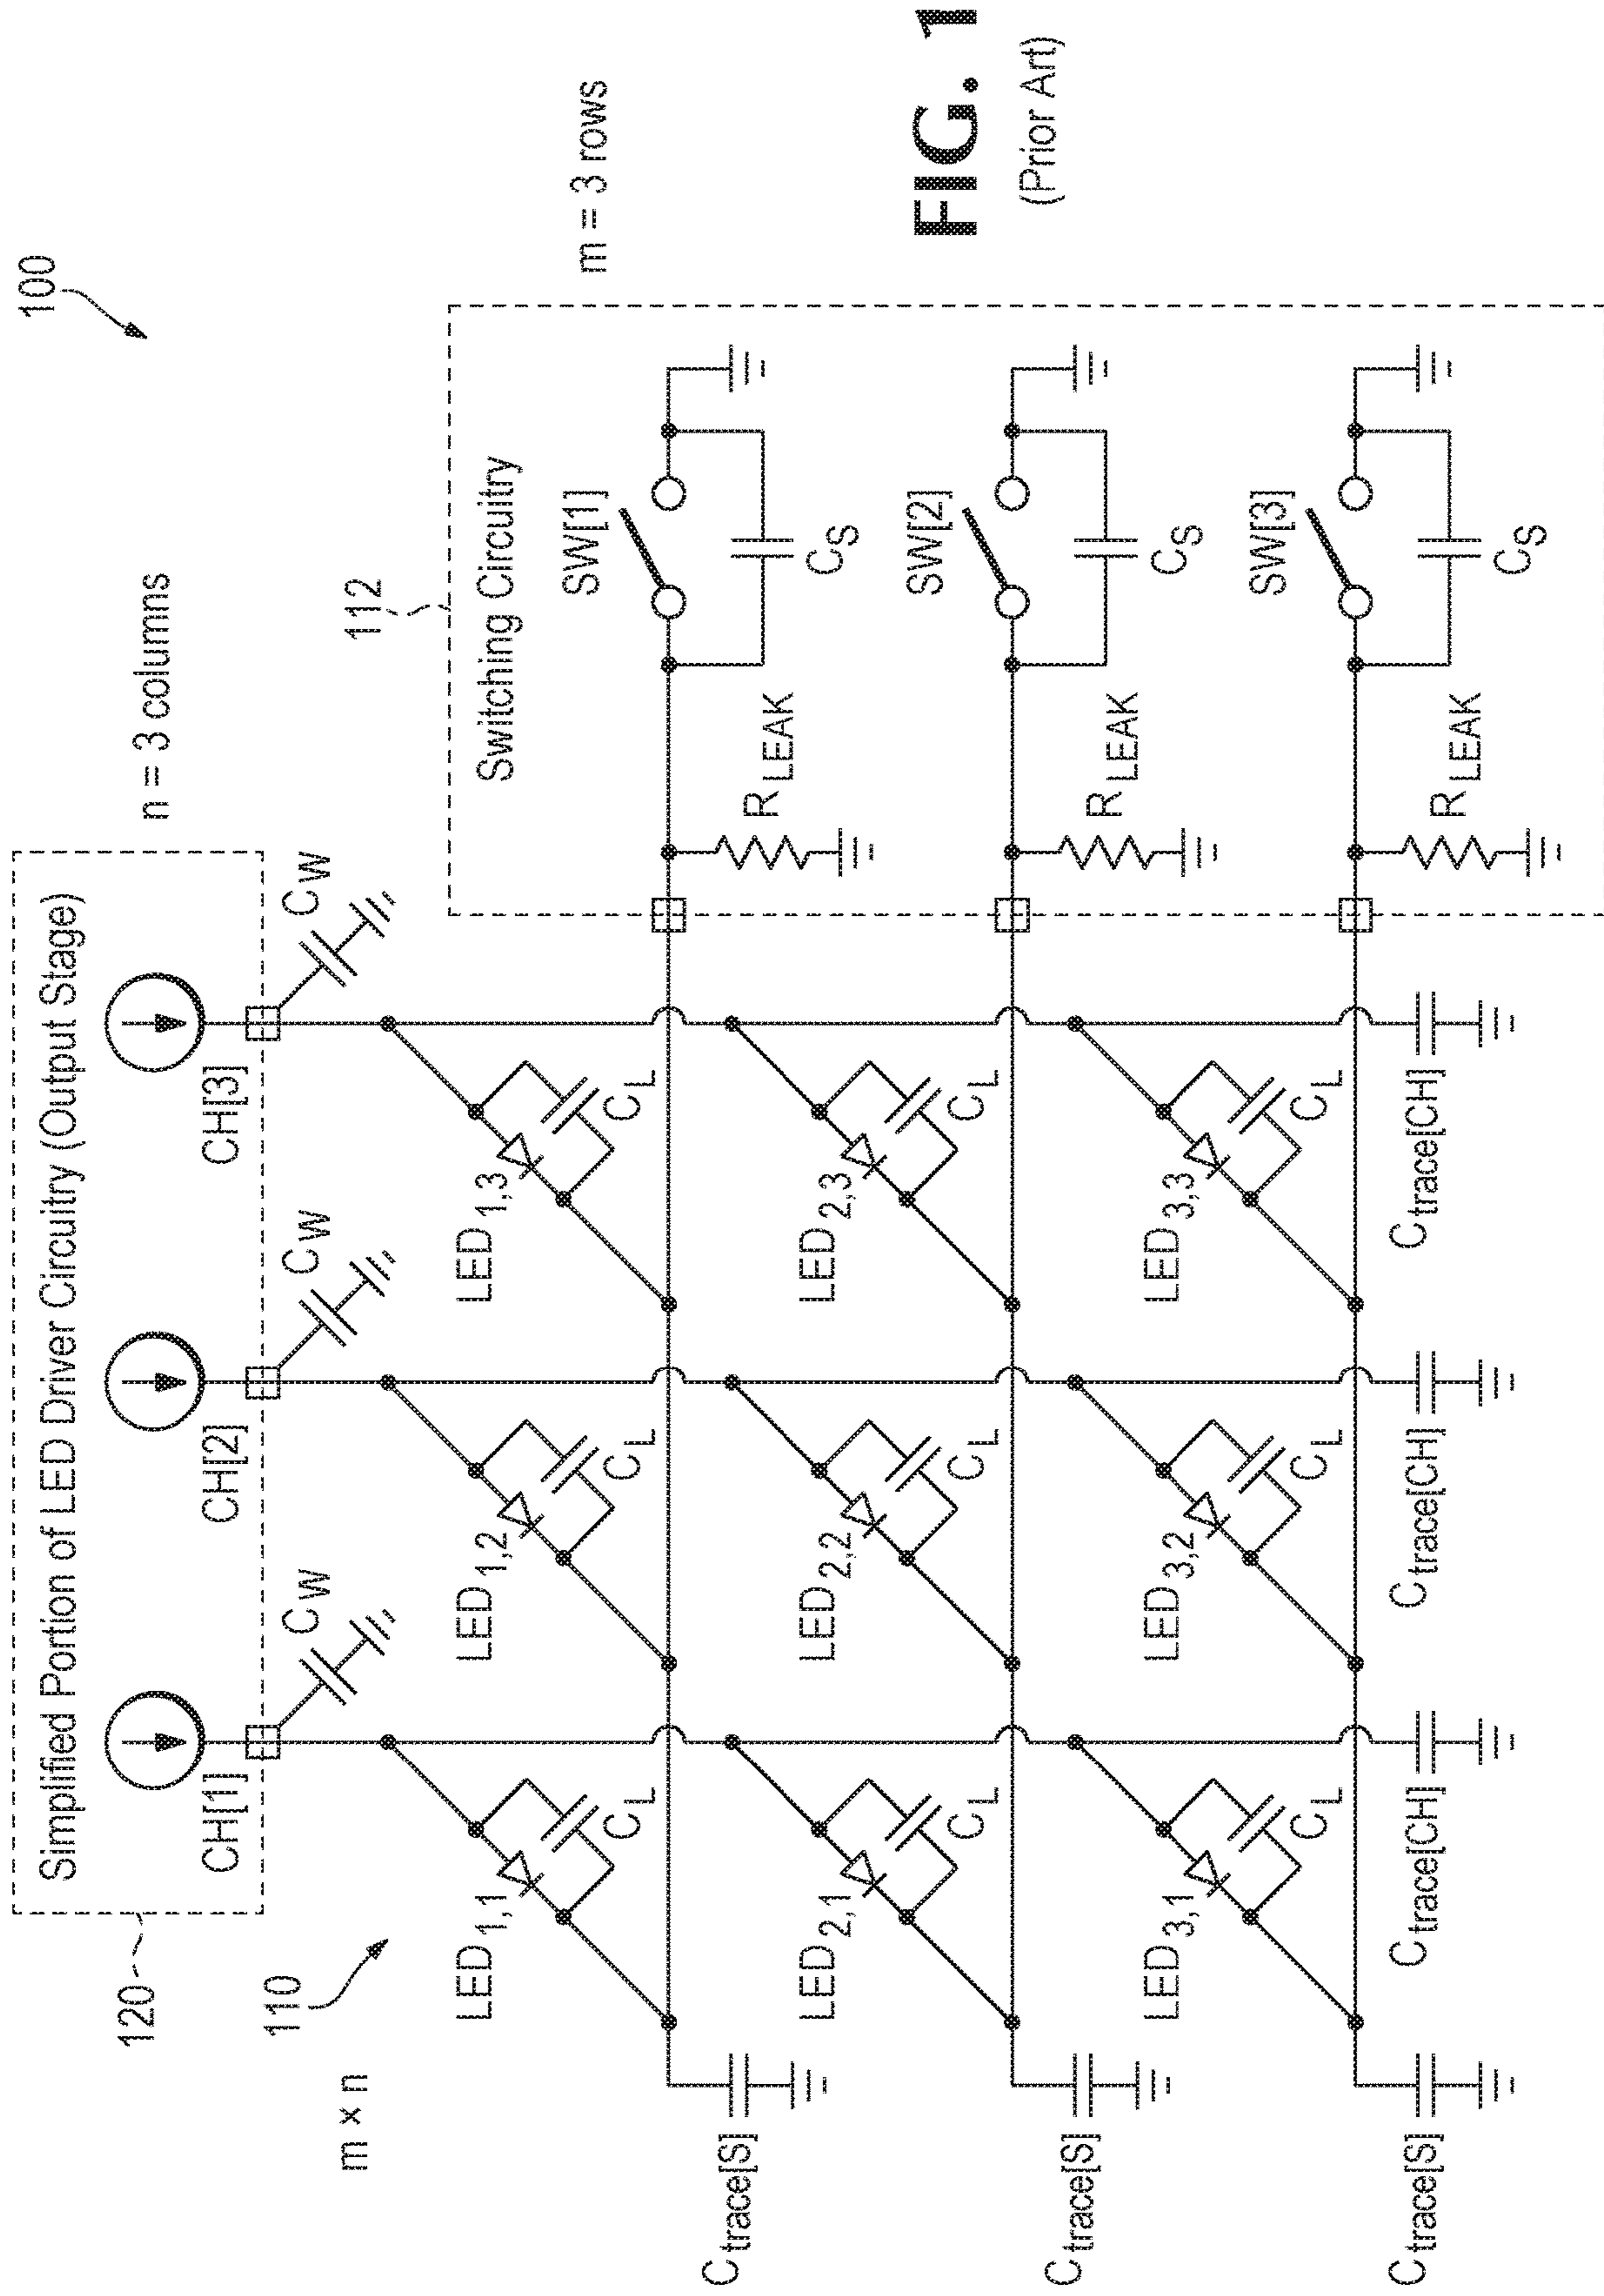 100
Simplified Portion of LED Driver Circuitry (Output Stage)
n = 3 columns
120
CH[1]
CH[2]
CH[3]
CW
CW
CW
110
112
m × n
Switching Circuitry
LED1,1
LED1,2
LED1,3
SW[1]
m = 3 rows
CL
CL
CL
RLEAK
CS
Ctrace[S]
LED2,1
LED2,2
LED2,3
SW[2]
CL
CL
CL
RLEAK
CS
Ctrace[S]
LED3,1
LED3,2
LED3,3
SW[3]
CL
CL
CL
RLEAK
CS
Ctrace[S]
Ctrace[CH]
Ctrace[CH]
Ctrace[CH]
FIG. 1
(Prior Art)